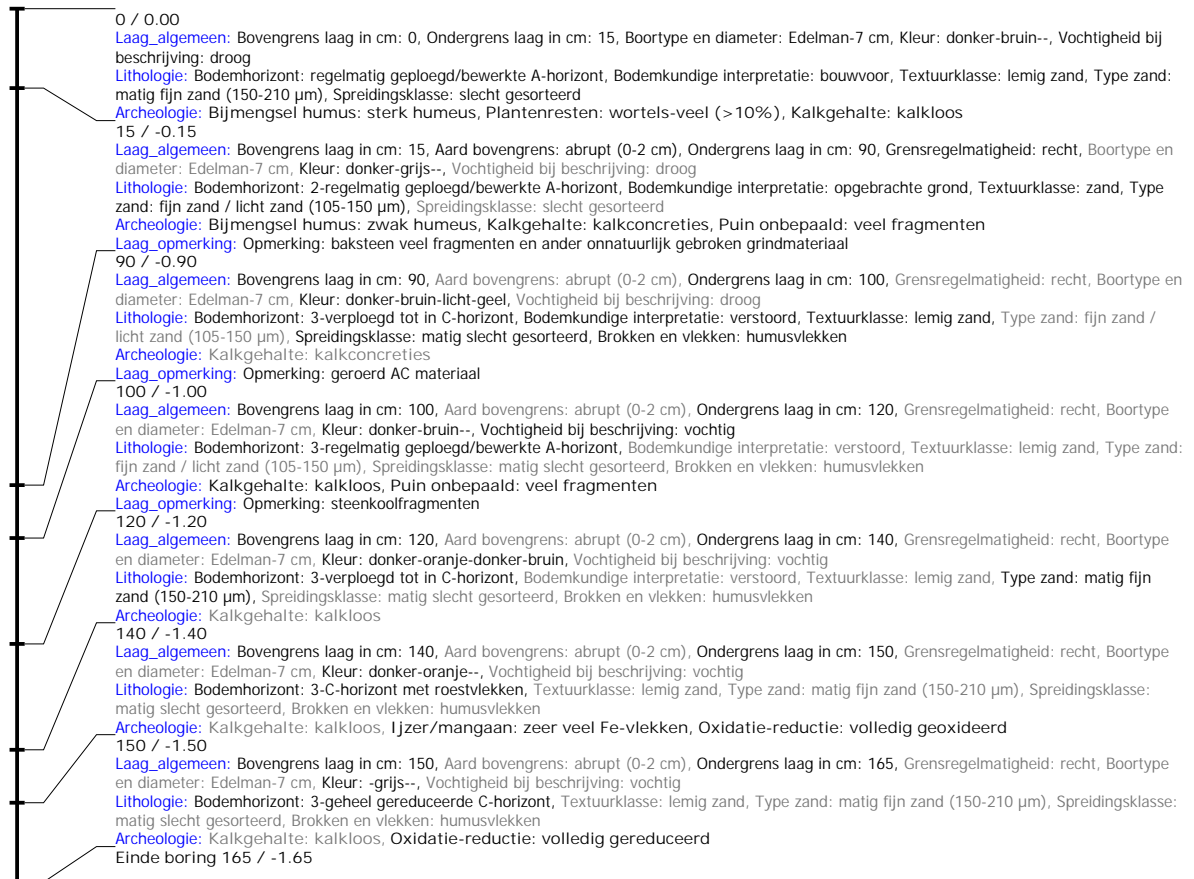 0 / 0.00
Laag_algemeen: Bovengrens laag in cm: 0, Ondergrens laag in cm: 15, Boortype en diameter: Edelman-7 cm, Kleur: donker-bruin--, Vochtigheid bij
beschrijving: droog
Lithologie: Bodemhorizont: regelmatig geploegd/bewerkte A-horizont, Bodemkundige interpretatie: bouwvoor, Textuurklasse: lemig zand, Type zand:
matig fijn zand (150-210 µm), Spreidingsklasse: slecht gesorteerd
Archeologie: Bijmengsel humus: sterk humeus, Plantenresten: wortels-veel (>10%), Kalkgehalte: kalkloos
15 / -0.15
Laag_algemeen: Bovengrens laag in cm: 15, Aard bovengrens: abrupt (0-2 cm), Ondergrens laag in cm: 90, Grensregelmatigheid: recht, Boortype en
diameter: Edelman-7 cm, Kleur: donker-grijs--, Vochtigheid bij beschrijving: droog
Lithologie: Bodemhorizont: 2-regelmatig geploegd/bewerkte A-horizont, Bodemkundige interpretatie: opgebrachte grond, Textuurklasse: zand, Type
zand: fijn zand / licht zand (105-150 µm), Spreidingsklasse: slecht gesorteerd
Archeologie: Bijmengsel humus: zwak humeus, Kalkgehalte: kalkconcreties, Puin onbepaald: veel fragmenten
Laag_opmerking: Opmerking: baksteen veel fragmenten en ander onnatuurlijk gebroken grindmateriaal
90 / -0.90
Laag_algemeen: Bovengrens laag in cm: 90, Aard bovengrens: abrupt (0-2 cm), Ondergrens laag in cm: 100, Grensregelmatigheid: recht, Boortype en
diameter: Edelman-7 cm, Kleur: donker-bruin-licht-geel, Vochtigheid bij beschrijving: droog
Lithologie: Bodemhorizont: 3-verploegd tot in C-horizont, Bodemkundige interpretatie: verstoord, Textuurklasse: lemig zand, Type zand: fijn zand /
licht zand (105-150 µm), Spreidingsklasse: matig slecht gesorteerd, Brokken en vlekken: humusvlekken
Archeologie: Kalkgehalte: kalkconcreties
Laag_opmerking: Opmerking: geroerd AC materiaal
100 / -1.00
Laag_algemeen: Bovengrens laag in cm: 100, Aard bovengrens: abrupt (0-2 cm), Ondergrens laag in cm: 120, Grensregelmatigheid: recht, Boortype
en diameter: Edelman-7 cm, Kleur: donker-bruin--, Vochtigheid bij beschrijving: vochtig
Lithologie: Bodemhorizont: 3-regelmatig geploegd/bewerkte A-horizont, Bodemkundige interpretatie: verstoord, Textuurklasse: lemig zand, Type zand:
fijn zand / licht zand (105-150 µm), Spreidingsklasse: matig slecht gesorteerd, Brokken en vlekken: humusvlekken
Archeologie: Kalkgehalte: kalkloos, Puin onbepaald: veel fragmenten
Laag_opmerking: Opmerking: steenkoolfragmenten
120 / -1.20
Laag_algemeen: Bovengrens laag in cm: 120, Aard bovengrens: abrupt (0-2 cm), Ondergrens laag in cm: 140, Grensregelmatigheid: recht, Boortype
en diameter: Edelman-7 cm, Kleur: donker-oranje-donker-bruin, Vochtigheid bij beschrijving: vochtig
Lithologie: Bodemhorizont: 3-verploegd tot in C-horizont, Bodemkundige interpretatie: verstoord, Textuurklasse: lemig zand, Type zand: matig fijn
zand (150-210 µm), Spreidingsklasse: matig slecht gesorteerd, Brokken en vlekken: humusvlekken
Archeologie: Kalkgehalte: kalkloos
140 / -1.40
Laag_algemeen: Bovengrens laag in cm: 140, Aard bovengrens: abrupt (0-2 cm), Ondergrens laag in cm: 150, Grensregelmatigheid: recht, Boortype
en diameter: Edelman-7 cm, Kleur: donker-oranje--, Vochtigheid bij beschrijving: vochtig
Lithologie: Bodemhorizont: 3-C-horizont met roestvlekken, Textuurklasse: lemig zand, Type zand: matig fijn zand (150-210 µm), Spreidingsklasse:
matig slecht gesorteerd, Brokken en vlekken: humusvlekken
Archeologie: Kalkgehalte: kalkloos, Ijzer/mangaan: zeer veel Fe-vlekken, Oxidatie-reductie: volledig geoxideerd
150 / -1.50
Laag_algemeen: Bovengrens laag in cm: 150, Aard bovengrens: abrupt (0-2 cm), Ondergrens laag in cm: 165, Grensregelmatigheid: recht, Boortype
en diameter: Edelman-7 cm, Kleur: -grijs--, Vochtigheid bij beschrijving: vochtig
Lithologie: Bodemhorizont: 3-geheel gereduceerde C-horizont, Textuurklasse: lemig zand, Type zand: matig fijn zand (150-210 µm), Spreidingsklasse:
matig slecht gesorteerd, Brokken en vlekken: humusvlekken
Archeologie: Kalkgehalte: kalkloos, Oxidatie-reductie: volledig gereduceerd
Einde boring 165 / -1.65